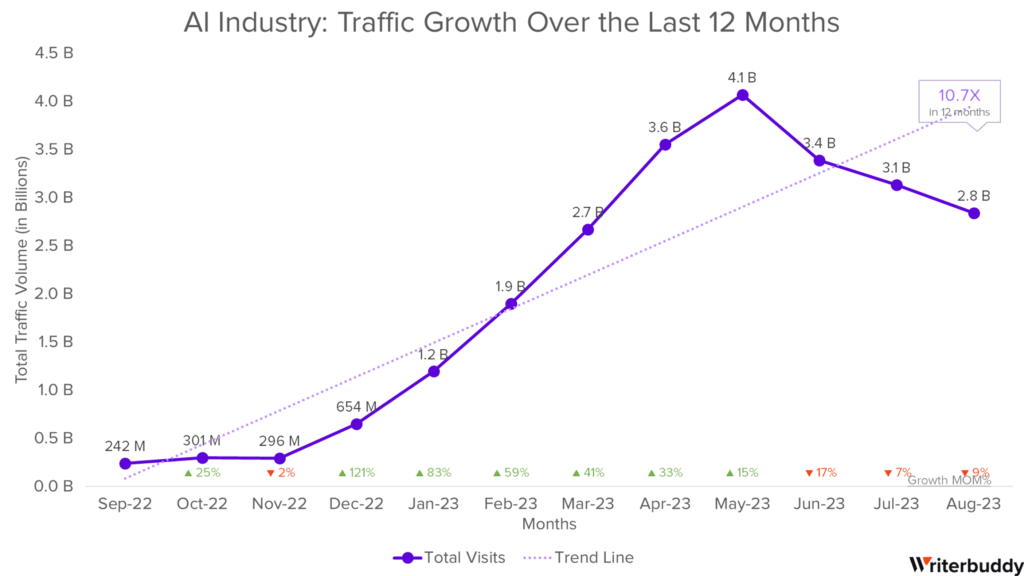 AI Industry: Traffic Growth Over the Last 12 Months
4.5 B
4.0 B
3.5 B
3.0 B
2.5 B
2.0 B
1.5 B
1.0 B
0.5 B
0.0 B
Total Traffic Volume (in Billions)
242 M
301 M
296 M
654 M
1.2 B
1.9 B
2.7 B
3.6 B
4.1 B
3.4 B
3.1 B
2.8 B
10.7X
in 12 months
▲ 25% ▼ 2% ▲ 121% ▲ 83% ▲ 59% ▲ 41% ▲ 33% ▲ 15% ▼ 17% ▼ 7% ▼ 9%
Growth MOM%
Sep-22 Oct-22 Nov-22 Dec-22 Jan-23 Feb-23 Mar-23 Apr-23 May-23 Jun-23 Jul-23 Aug-23
Months
Total Visits Trend Line
Writerbuddy